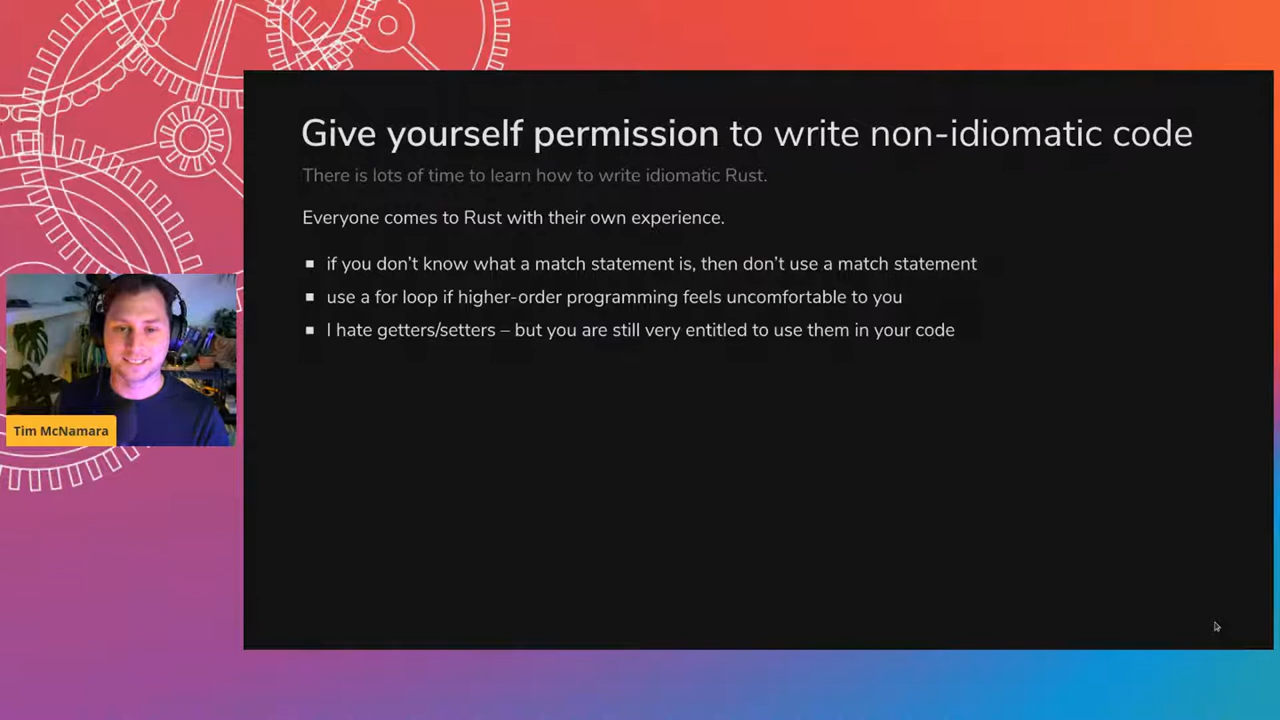 Give yourself permission to write non-idiomatic code
There is lots of time to learn how to write idiomatic Rust.
Everyone comes to Rust with their own experience.
▪ if you don’t know what a match statement is, then don’t use a match statement
▪ use a for loop if higher-order programming feels uncomfortable to you
▪ I hate getters/setters – but you are still very entitled to use them in your code
Tim McNamara